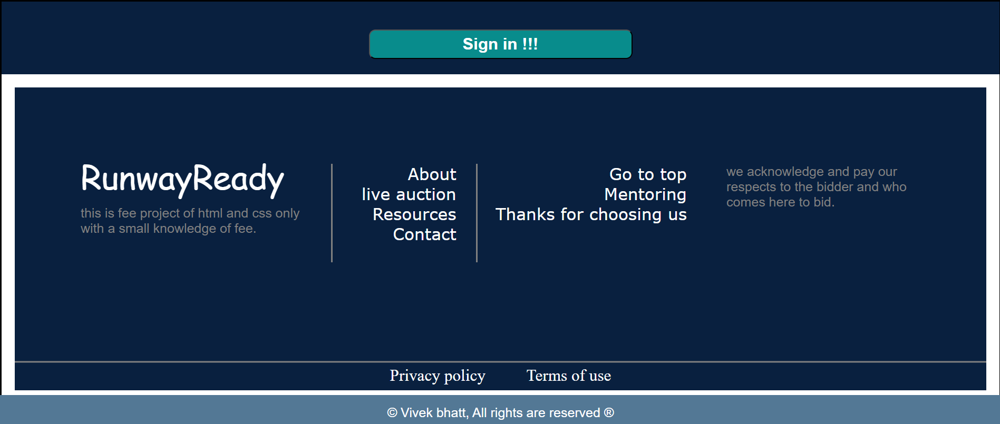 Sign in !!!
RunwayReady
this is fee project of html and css only
with a small knowledge of fee.
About
live auction
Resources
Contact
Go to top
Mentoring
Thanks for choosing us
we acknowledge and pay our
respects to the bidder and who
comes here to bid.
Privacy policy
Terms of use
© Vivek bhatt, All rights are reserved ®